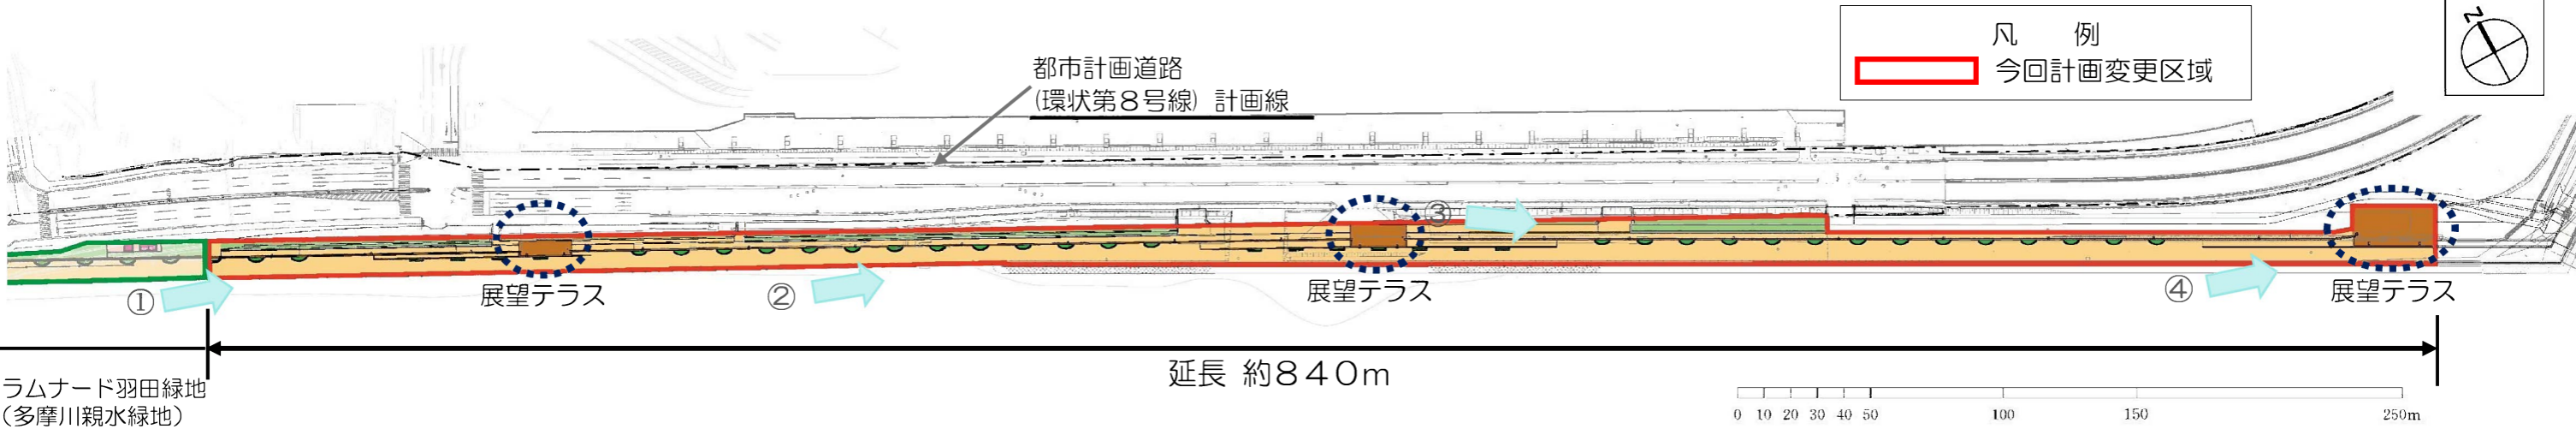 凡　例
今回計画変更区域
N
都市計画道路
(環状第８号線) 計画線
①
②
③
④
展望テラス
展望テラス
展望テラス
延長 約８４０ｍ
ラムナード羽田緑地
(多摩川親水緑地)
0 10 20 30 40 50 100 150 250m